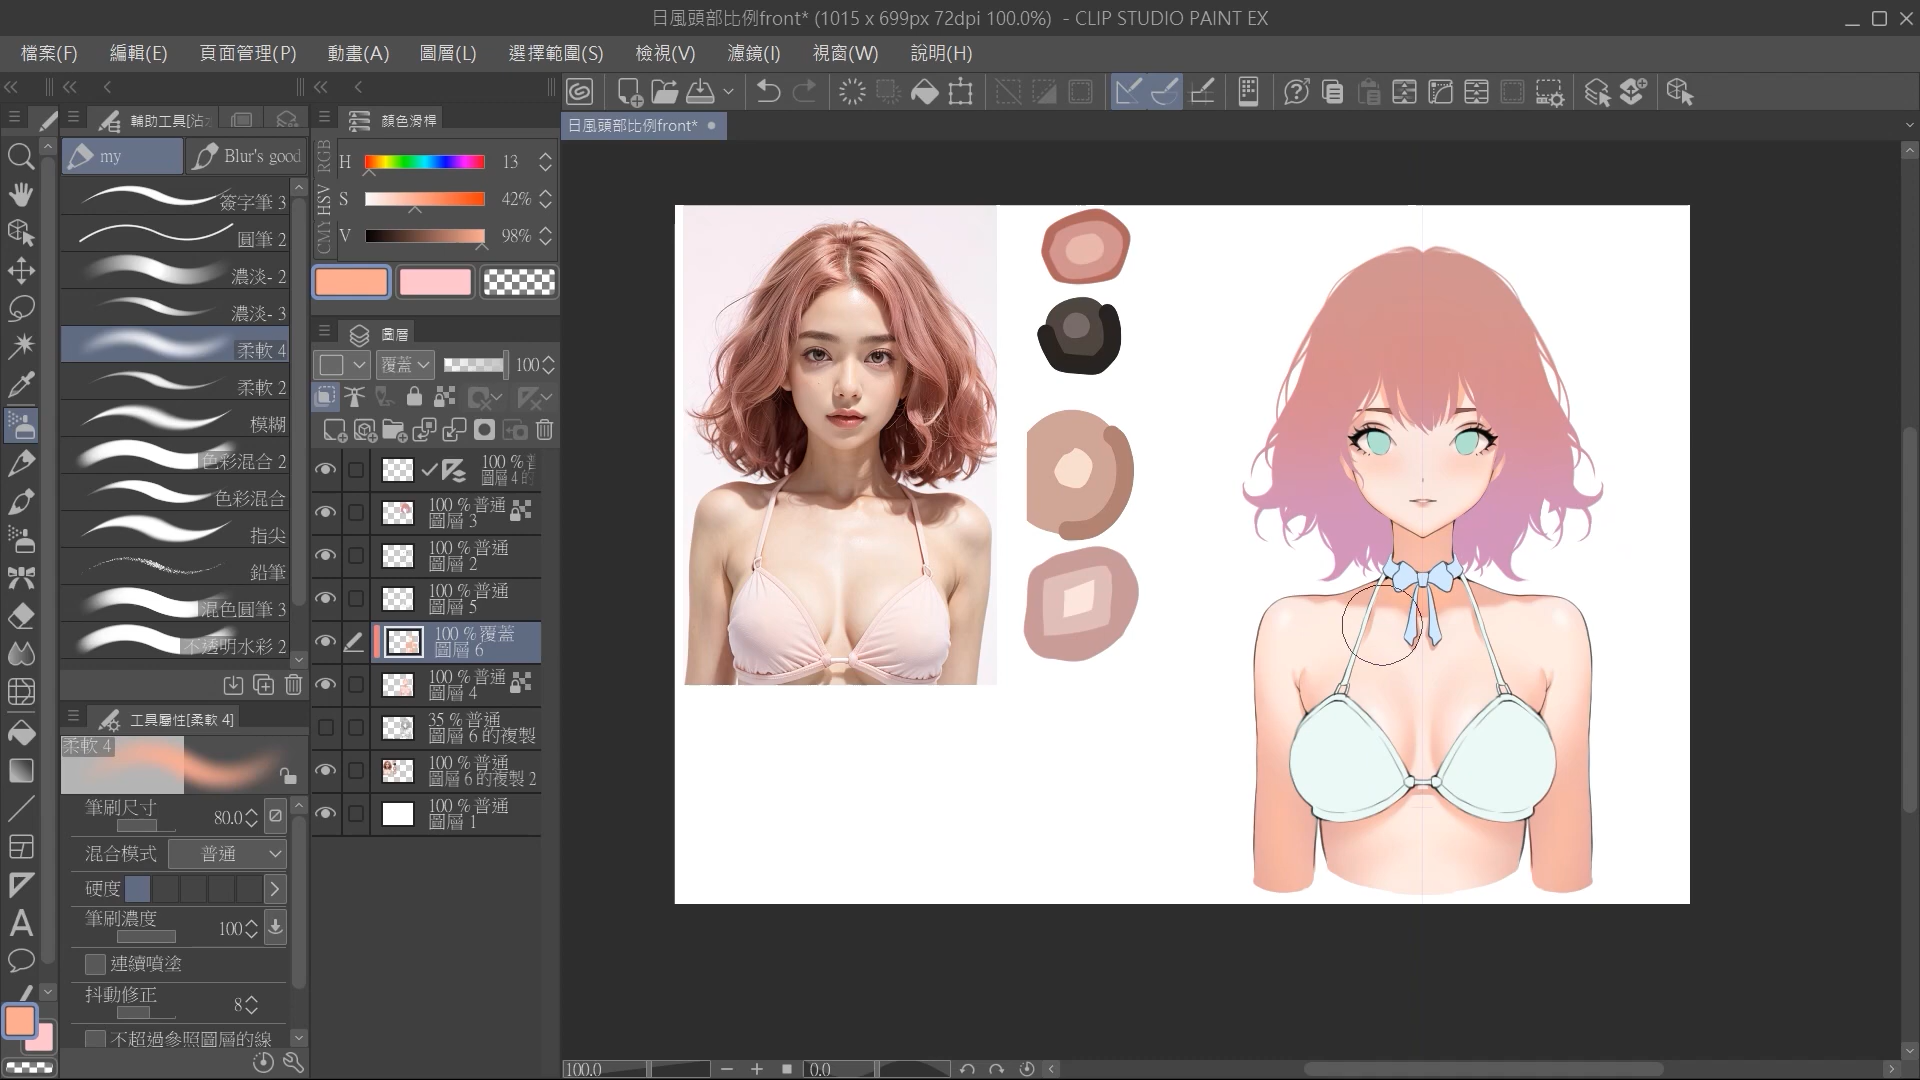 日風頭部比例front* (1015 x 699px 72dpi 100.0%) - CLIP STUDIO PAINT EX
檔案(F) 編輯(E) 頁面管理(P) 動畫(A) 圖層(L) 選擇範圍(S) 檢視(V) 濾鏡(I) 視窗(W) 說明(H)
日風頭部比例front*
輔助工具[沾
my
Blur's good
簽字筆 3
圓筆 2
濃淡- 2
濃淡- 3
柔軟 4
柔軟 2
模糊
色彩混合 2
色彩混合
指尖
鉛筆
混色圓筆 3
不透明水彩 2
工具屬性[柔軟 4]
柔軟 4
筆刷尺寸 80.0
混合模式 普通
硬度
筆刷濃度 100
連續噴塗
抖動修正 8
不超過參照圖層的線
顏色滑桿
RGB
HSV
CMY
H 13
S 42%
V 98%
圖層
覆蓋 100
100 %
圖層 4 的
100 % 普通
圖層 3
100 % 普通
圖層 2
100 % 普通
圖層 5
100 % 覆蓋
圖層 6
100 % 普通
圖層 4
35 % 普通
圖層 6 的複製
100 % 普通
圖層 6 的複製 2
100 % 普通
圖層 1
100.0
0.0